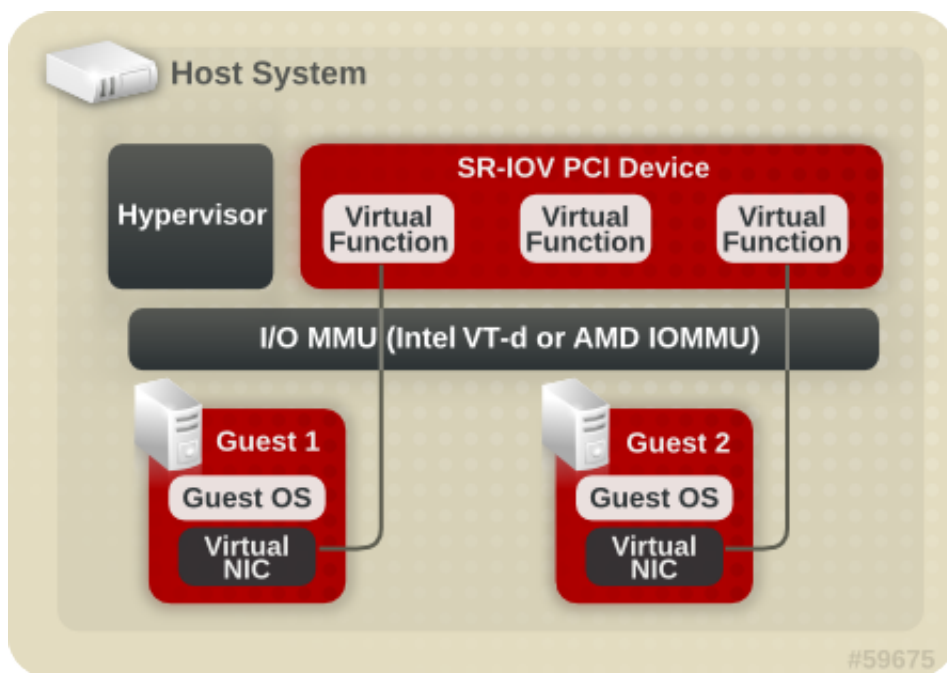 Host System
Hypervisor
SR-IOV PCI Device
Virtual
Function
Virtual
Function
Virtual
Function
I/O MMU (Intel VT-d or AMD IOMMU)
Guest 1
Guest OS
Virtual
NIC
Guest 2
Guest OS
Virtual
NIC
#59675